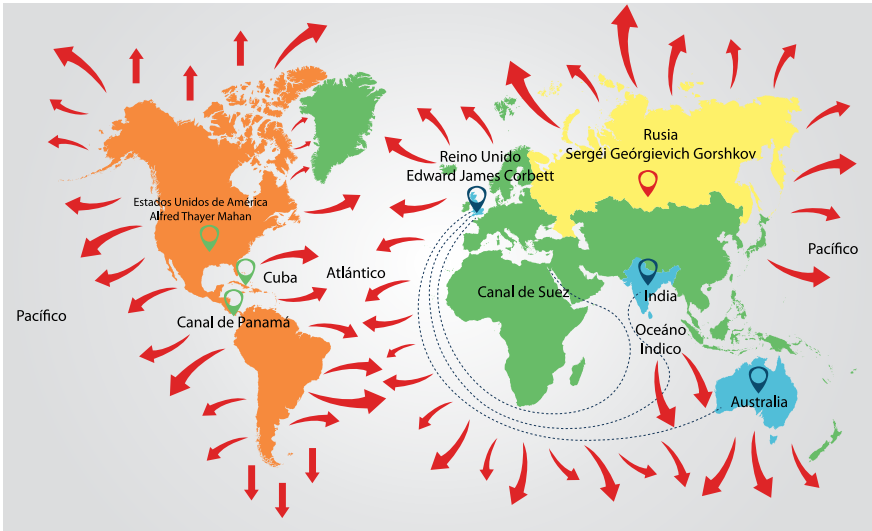 Rusia
Sergéi Geórgievich Gorshkov
Reino Unido
Edward James Corbett
Estados Unidos de América
Alfred Thayer Mahan
Pacífico
Atlántico
Cuba
Canal de Suez
India
Pacífico
Canal de Panamá
Oceáno
Índico
Australia